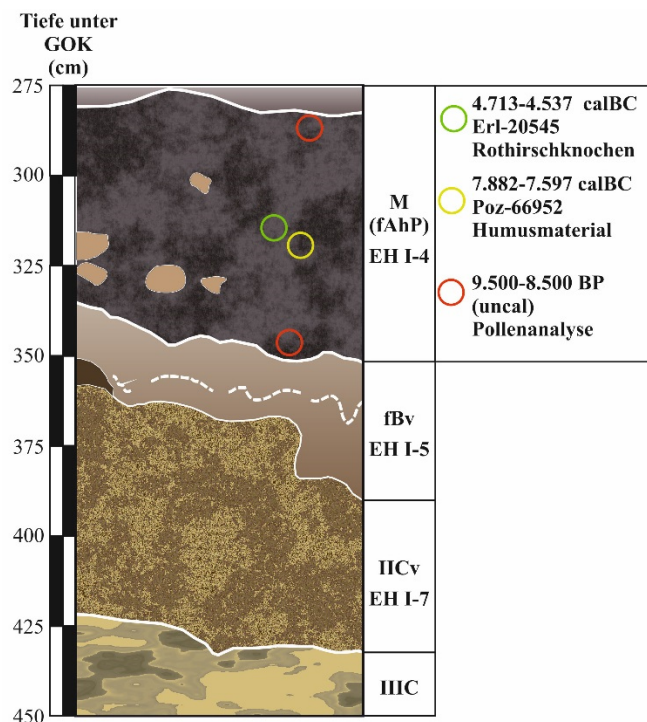 Tiefe unter
GOK
(cm)
275
300
325
350
375
400
425
450
M
(fAhP)
EH I-4
fBv
EH I-5
IICv
EH I-7
IIIC
4.713-4.537 calBC
Erl-20545
Rothirschknochen
7.882-7.597 calBC
Poz-66952
Humusmaterial
9.500-8.500 BP
(uncal)
Pollenanalyse